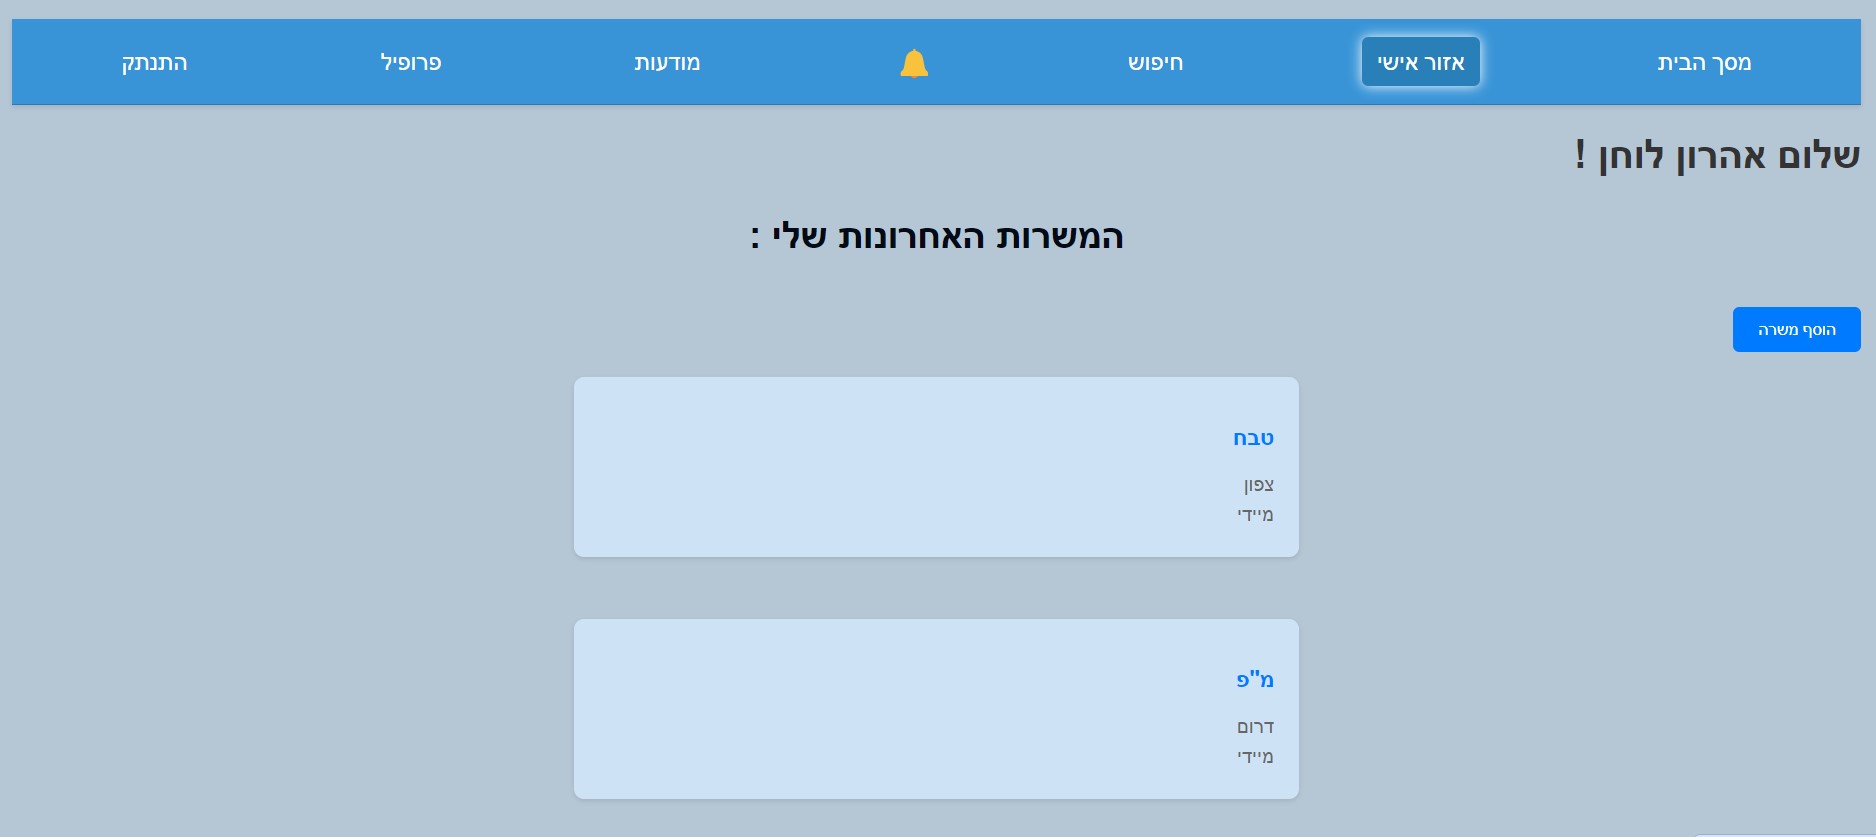 מסך הבית
אזור אישי
חיפוש
מודעות
פרופיל
התנתק
שלום אהרון לוחן !
המשרות האחרונות שלי :
הוסף משרה
טבח
צפון
מיידי
מ"פ
דרום
מיידי